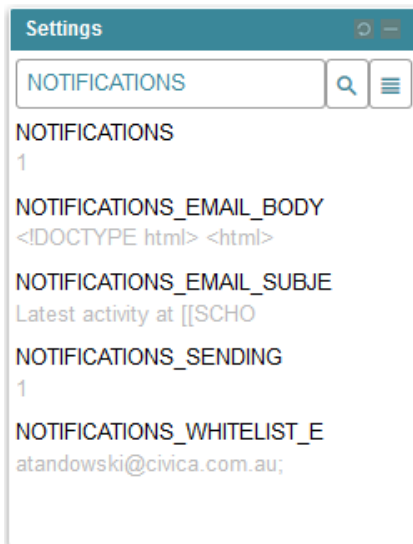 Settings
NOTIFICATIONS
NOTIFICATIONS
1
NOTIFICATIONS_EMAIL_BODY
<!DOCTYPE html> <html>
NOTIFICATIONS_EMAIL_SUBJE
Latest activity at [[SCHO
NOTIFICATIONS_SENDING
1
NOTIFICATIONS_WHITELIST_E
atandowski@civica.com.au;